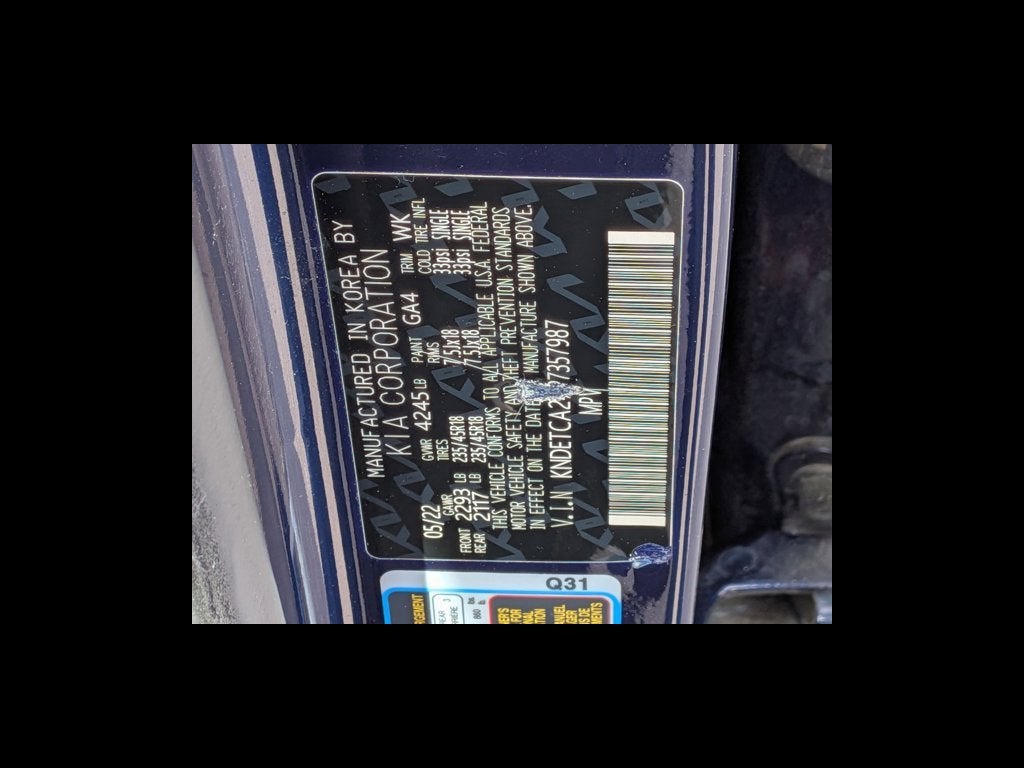 MANUFACTURED IN KOREA BY
KIA CORPORATION
05/22 GVWR 4245 LB PAINT GA4 TRIM WK
GAWR TIRES RIMS COLD TIRE INFL
FRONT 2293 LB 235/45R18 7.5Jx18 33psi SINGLE
REAR 2117 LB 235/45R18 7.5Jx18 33psi SINGLE
THIS VEHICLE CONFORMS TO ALL APPLICABLE U.S.A. FEDERAL
MOTOR VEHICLE SAFETY AND THEFT PREVENTION STANDARDS
IN EFFECT ON THE DATE MANUFACTURE SHOWN ABOVE.
V.I.N KNDETCA2 7357987
MPV
Q31